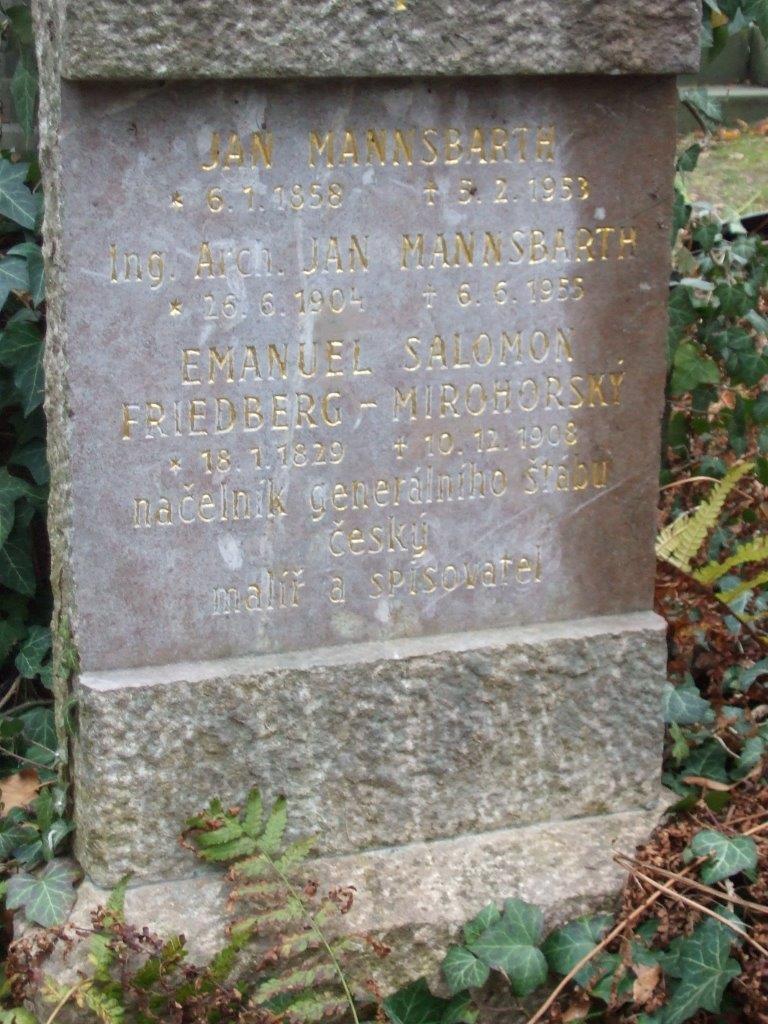 JAN MANNSBARTH
* 6.1.1858 † 5.2.1953
Ing. Arch. JAN MANNSBARTH
* 26.6.1904 † 6.6.1955
EMANUEL SALOMON
FRIEDBERG - MIROHORSKÝ
* 18.1.1829 † 10.12.1908
náčelník generálního štábu
český
malíř a spisovatel